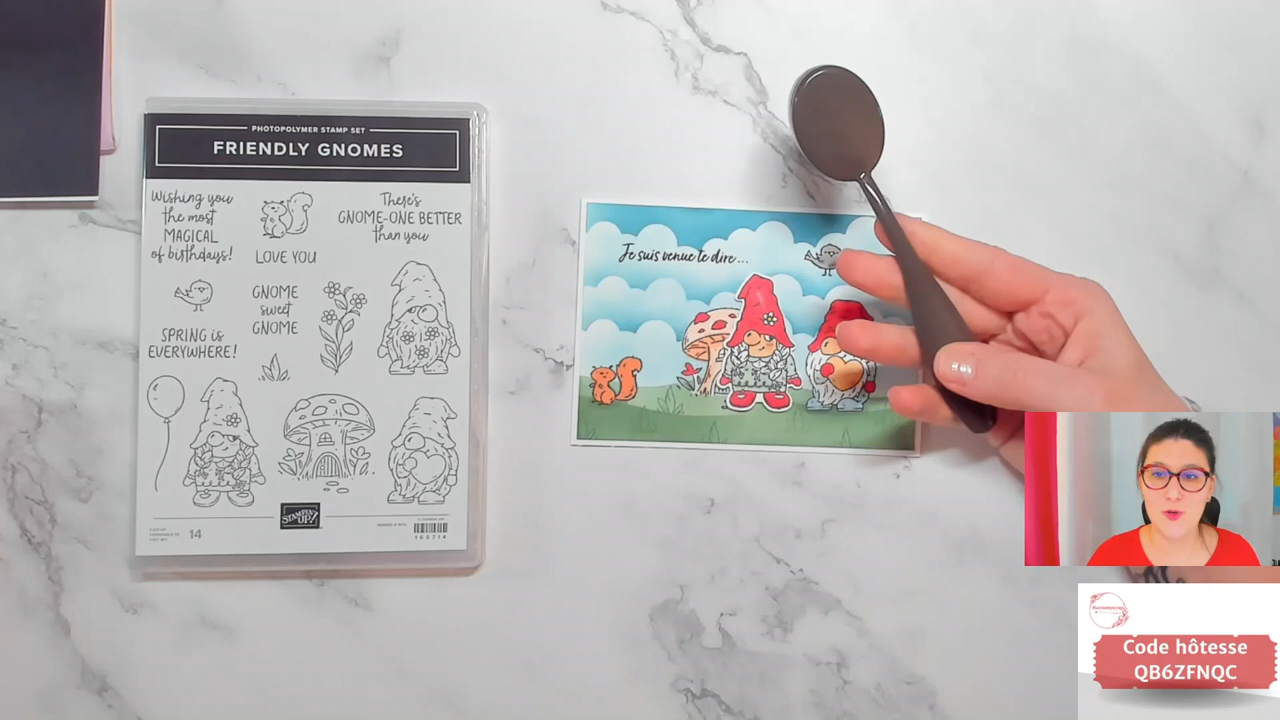 PHOTOPOLYMER STAMP SET
FRIENDLY GNOMES
Wishing you
the most
MAGICAL
of birthdays!
LOVE YOU
There's
GNOME-ONE BETTER
than you
GNOME
sweet
GNOME
SPRING is
EVERYWHERE!
STAMPIN' UP!
14
Je suis venue te dire...
Code hôtesse
QB6ZFNQC